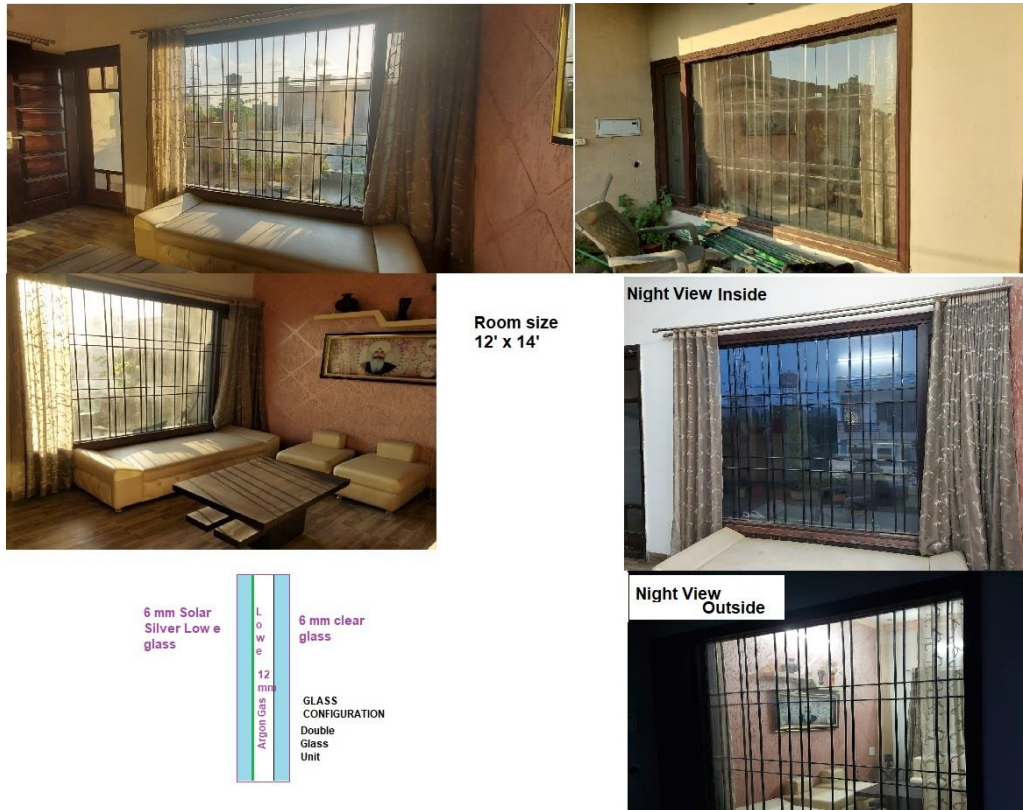 Room size
12' x 14'
Night View Inside
Night View
Outside
6 mm Solar
Silver Low e
glass
L
o
w
e
12
mm
Argon Gas
6 mm clear
glass
GLASS
CONFIGURATION
Double
Glass
Unit